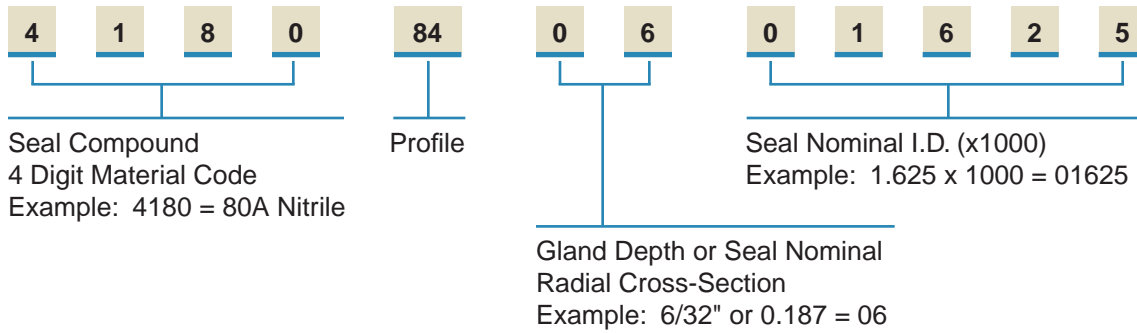 4 1 8 0 84 0 6 0 1 6 2 5
Seal Compound
4 Digit Material Code
Example: 4180 = 80A Nitrile
Profile
Seal Nominal I.D. (x1000)
Example: 1.625 x 1000 = 01625
Gland Depth or Seal Nominal
Radial Cross-Section
Example: 6/32" or 0.187 = 06